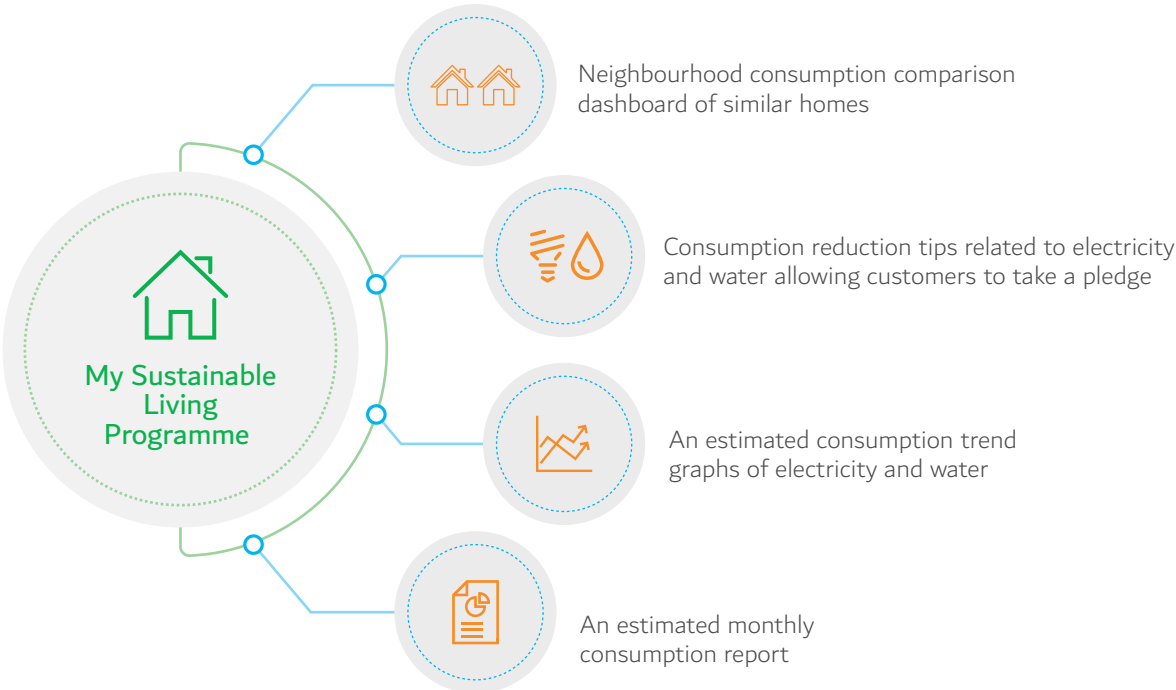 Neighbourhood consumption comparison
dashboard of similar homes
Consumption reduction tips related to electricity
and water allowing customers to take a pledge
My Sustainable
Living
Programme
An estimated consumption trend
graphs of electricity and water
An estimated monthly
consumption report